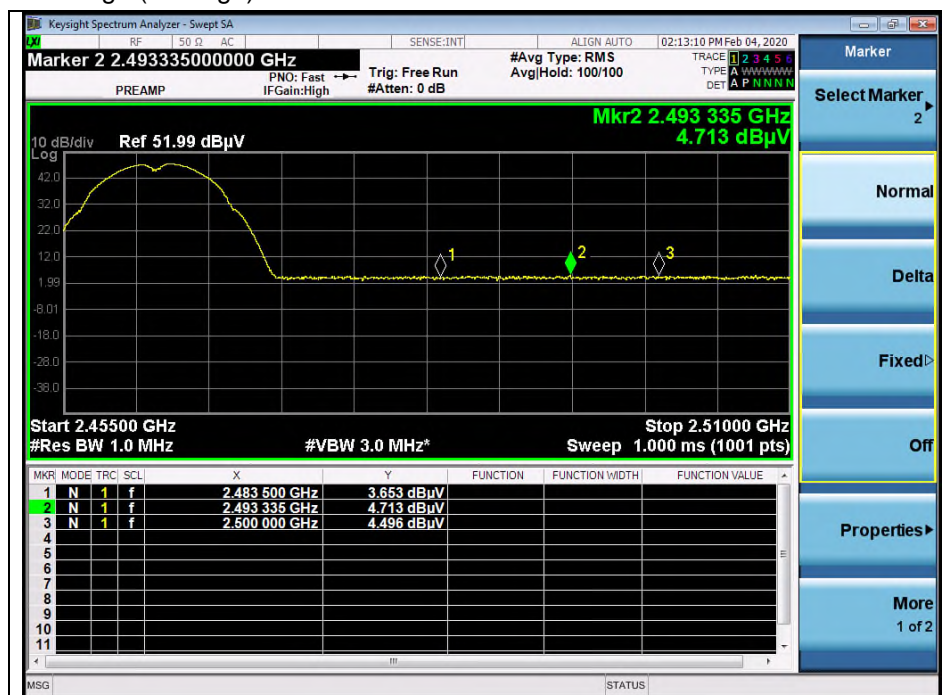 Keysight Spectrum Analyzer - Swept SA
LXI RF 50 Ω AC SENSE:INT ALIGN AUTO 02:13:10 PM Feb 04, 2020
Marker 2 2.493335000000 GHz
PREAMP
PNO: Fast
IFGain:High
Trig: Free Run
#Atten: 0 dB
#Avg Type: RMS
Avg|Hold: 100/100
TRACE 1 2 3 4 5 6
TYPE A WWWWW
DET A P N N N N
Mkr2 2.493 335 GHz
4.713 dBµV
10 dB/div Ref 51.99 dBµV
Log
42.0
32.0
22.0
12.0
1.99
-8.01
-18.0
-28.0
-38.0
1
2
3
Start 2.45500 GHz Stop 2.51000 GHz
#Res BW 1.0 MHz #VBW 3.0 MHz* Sweep 1.000 ms (1001 pts)
MKR MODE TRC SCL X Y FUNCTION FUNCTION WIDTH FUNCTION VALUE
1 N 1 f 2.483 500 GHz 3.653 dBµV
2 N 1 f 2.493 335 GHz 4.713 dBµV
3 N 1 f 2.500 000 GHz 4.496 dBµV
4
5
6
7
8
9
10
11
MSG STATUS
Marker
Select Marker
2
Normal
Delta
Fixed
Off
Properties
More
1 of 2